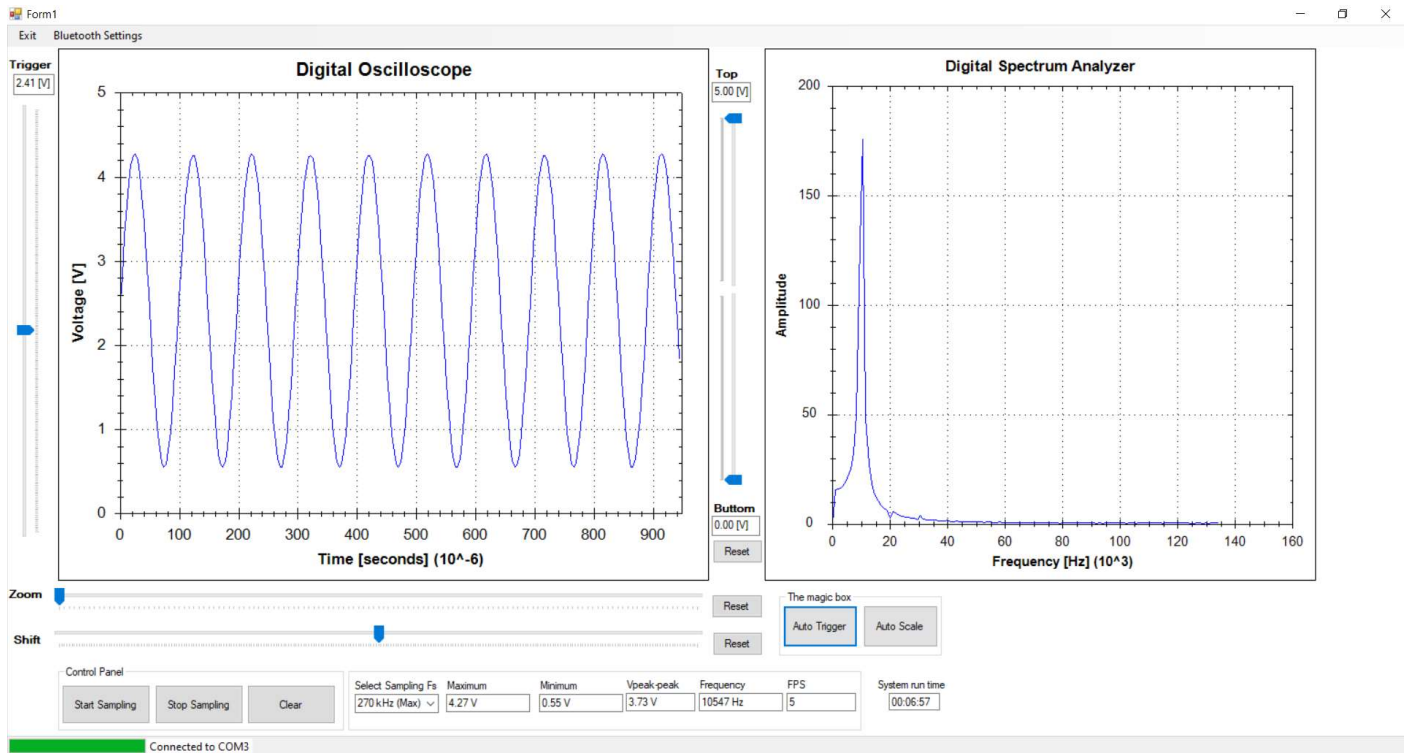 Form1
Exit Bluetooth Settings
Trigger
2.41 [V]
Digital Oscilloscope
5
4
3
2
1
0
Voltage [V]
0 100 200 300 400 500 600 700 800 900
Time [seconds] (10^-6)
Top
5.00 [V]
Buttom
0.00 [V]
Reset
Digital Spectrum Analyzer
200
150
100
50
0
Amplitude
0 20 40 60 80 100 120 140 160
Frequency [Hz] (10^3)
Zoom
Reset
Shift
Reset
The magic box
Auto Trigger Auto Scale
Control Panel
Start Sampling Stop Sampling Clear
Select Sampling Fs Maximum Minimum Vpeak-peak Frequency FPS
270 kHz (Max) 4.27 V 0.55 V 3.73 V 10547 Hz 5
System run time
00:06:57
Connected to COM3